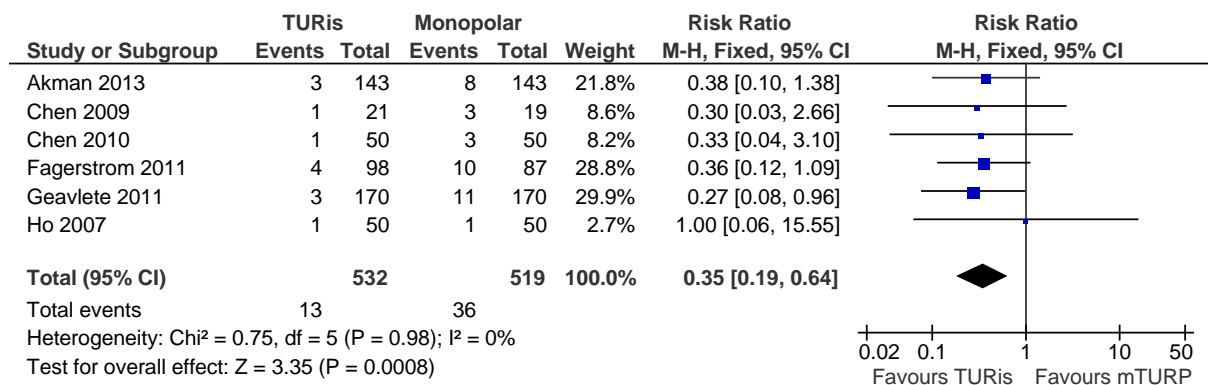 TURis Monopolar Risk Ratio Risk Ratio
Study or Subgroup Events Total Events Total Weight M-H, Fixed, 95% CI M-H, Fixed, 95% CI
Akman 2013 3 143 8 143 21.8% 0.38 [0.10, 1.38]
Chen 2009 1 21 3 19 8.6% 0.30 [0.03, 2.66]
Chen 2010 1 50 3 50 8.2% 0.33 [0.04, 3.10]
Fagerstrom 2011 4 98 10 87 28.8% 0.36 [0.12, 1.09]
Geavlete 2011 3 170 11 170 29.9% 0.27 [0.08, 0.96]
Ho 2007 1 50 1 50 2.7% 1.00 [0.06, 15.55]
Total (95% CI) 532 519 100.0% 0.35 [0.19, 0.64]
Total events 13 36
Heterogeneity: Chi² = 0.75, df = 5 (P = 0.98); I² = 0%
Test for overall effect: Z = 3.35 (P = 0.0008)
0.02 0.1 1 10 50
Favours TURis Favours mTURP